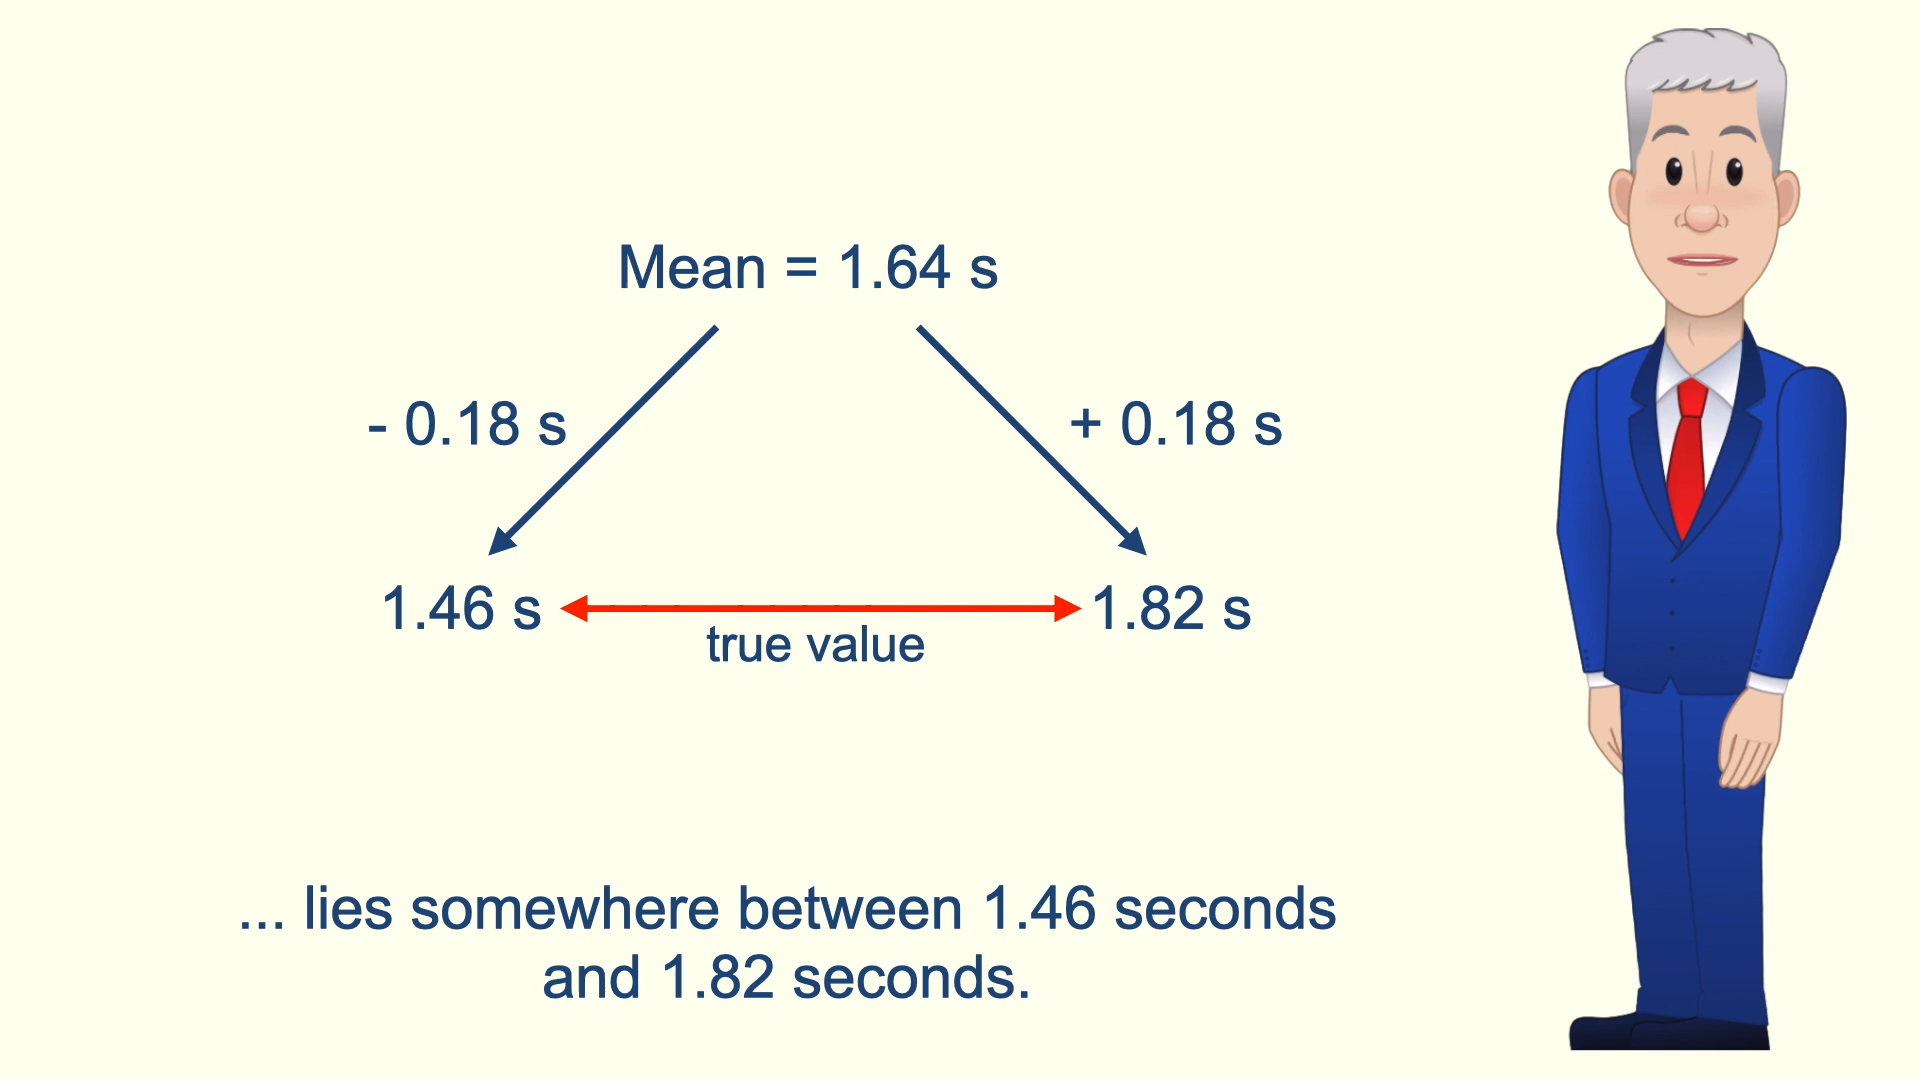 Mean = 1.64 s
- 0.18 s
+ 0.18 s
1.46 s
1.82 s
true value
... lies somewhere between 1.46 seconds
and 1.82 seconds.